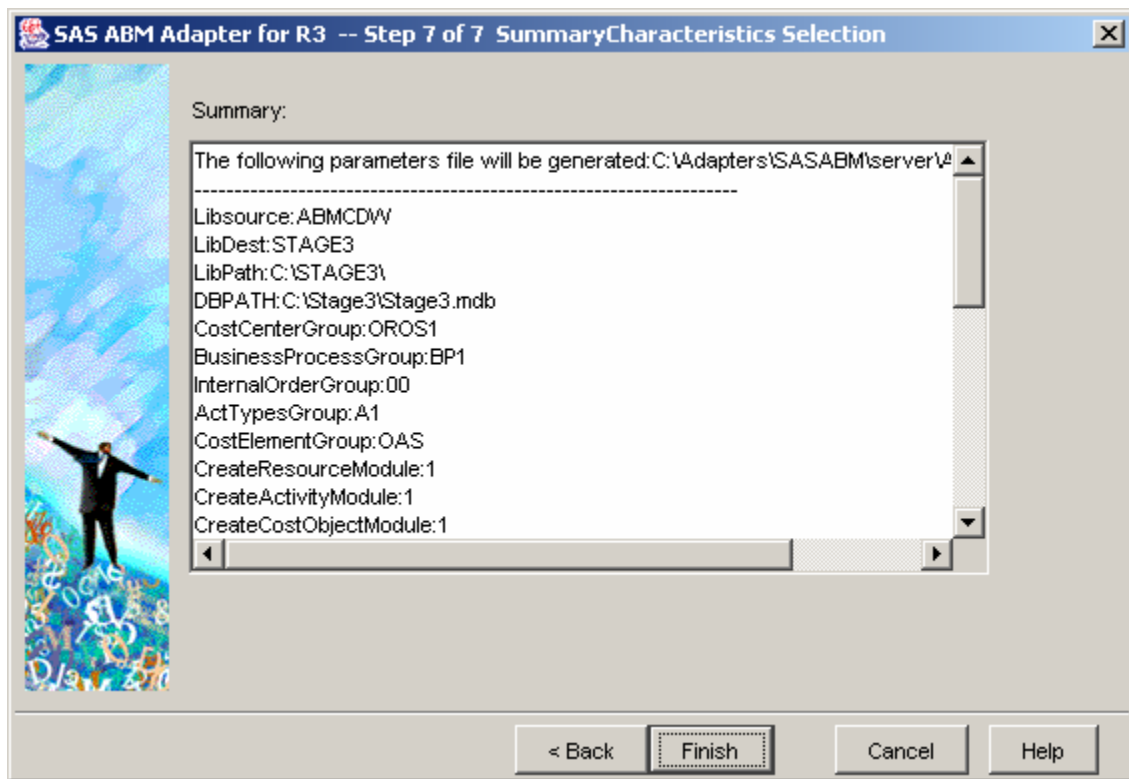 SAS ABM Adapter for R3 -- Step 7 of 7 SummaryCharacteristics Selection
Summary:
The following parameters file will be generated:C:\Adapters\SASABM\server\A
--------------------------------------------------------------------
Libsource:ABMCDW
LibDest:STAGE3
LibPath:C:\STAGE3\
DBPATH:C:\Stage3\Stage3.mdb
CostCenterGroup:OROS1
BusinessProcessGroup:BP1
InternalOrderGroup:00
ActTypesGroup:A1
CostElementGroup:OAS
CreateResourceModule:1
CreateActivityModule:1
CreateCostObjectModule:1
< Back Finish Cancel Help